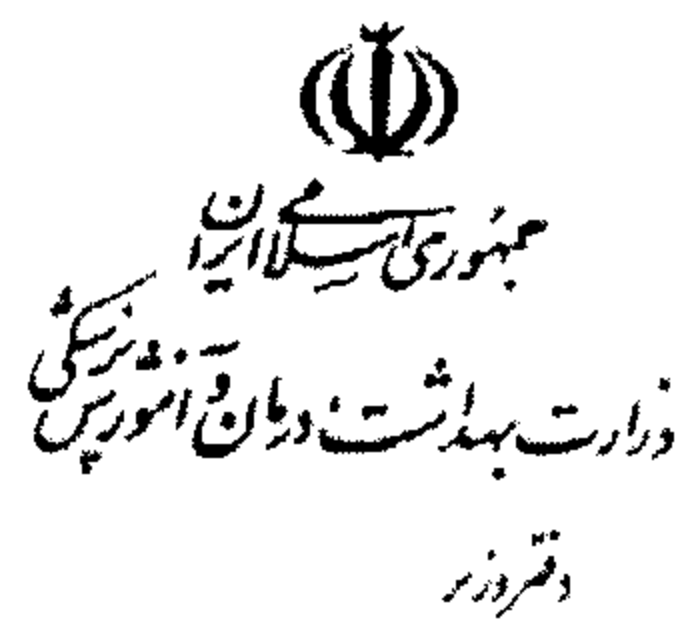 جمهوری اسلامی ایران
وزارت بهداشت، درمان و آموزش پزشکی
دفتر وزیر